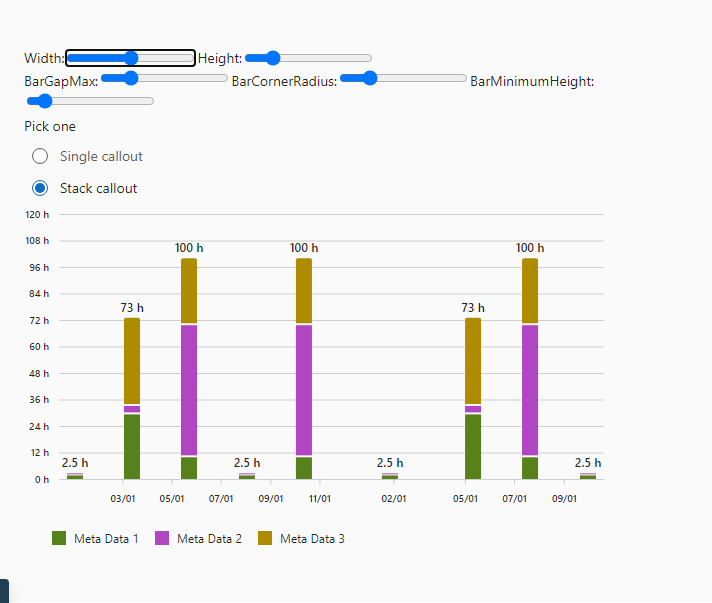 Width: Height:
BarGapMax: BarCornerRadius: BarMinimumHeight:
Pick one
Single callout
Stack callout
120 h
108 h
100 h 100 h 100 h
96 h
84 h
73 h 73 h
72 h
60 h
48 h
36 h
24 h
12 h
2.5 h 2.5 h 2.5 h 2.5 h
0 h
03/01 05/01 07/01 09/01 11/01 02/01 05/01 07/01 09/01
Meta Data 1 Meta Data 2 Meta Data 3